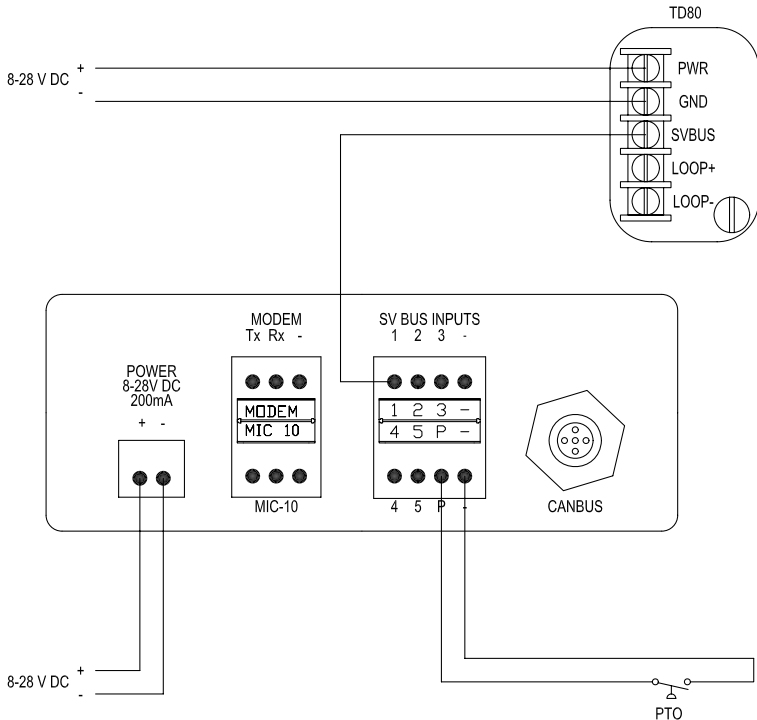 TD80
8-28 V DC
+
-
PWR
GND
SVBUS
LOOP+
LOOP-
MODEM
Tx Rx -
SV BUS INPUTS
1 2 3 -
POWER
8-28V DC
200mA
+ -
MODEM
MIC 10
1 2 3 -
4 5 P -
MIC-10
4 5 P -
CANBUS
8-28 V DC
+
-
PTO